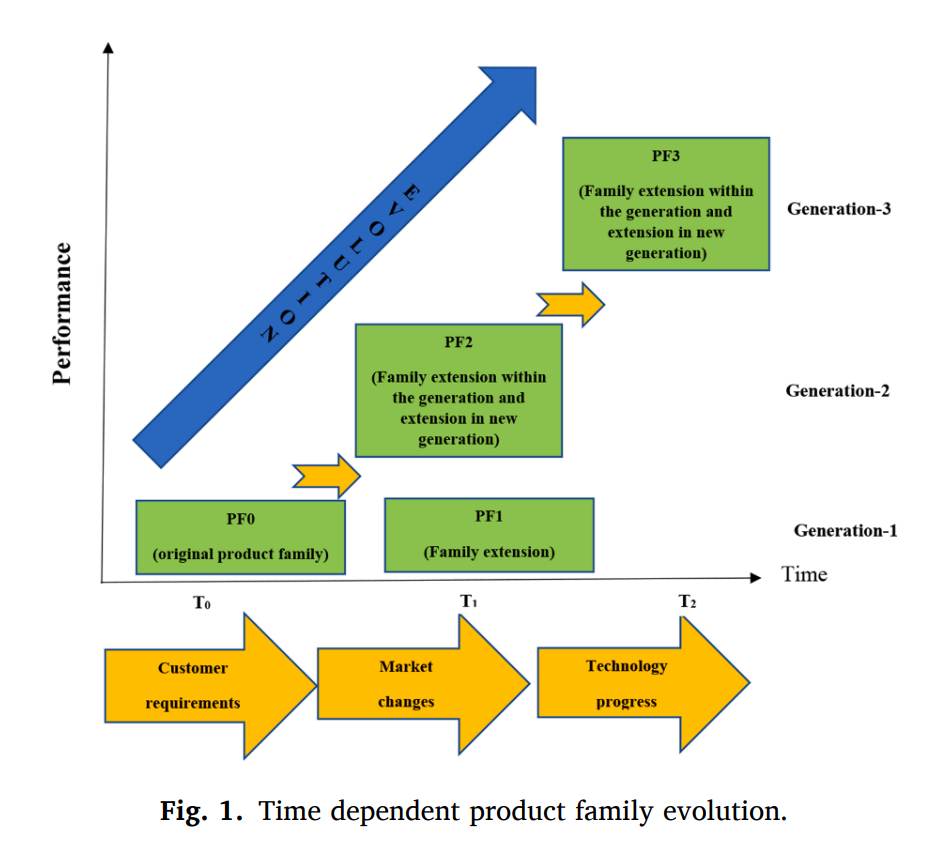 Performance
EVOLUTION
PF3
(Family extension within
the generation and
extension in new
generation)
Generation-3
PF2
(Family extension within
the generation and
extension in new
generation)
Generation-2
PF0
(original product family)
PF1
(Family extension)
Generation-1
Time
T₀
T₁
T₂
Customer
requirements
Market
changes
Technology
progress
Fig. 1. Time dependent product family evolution.